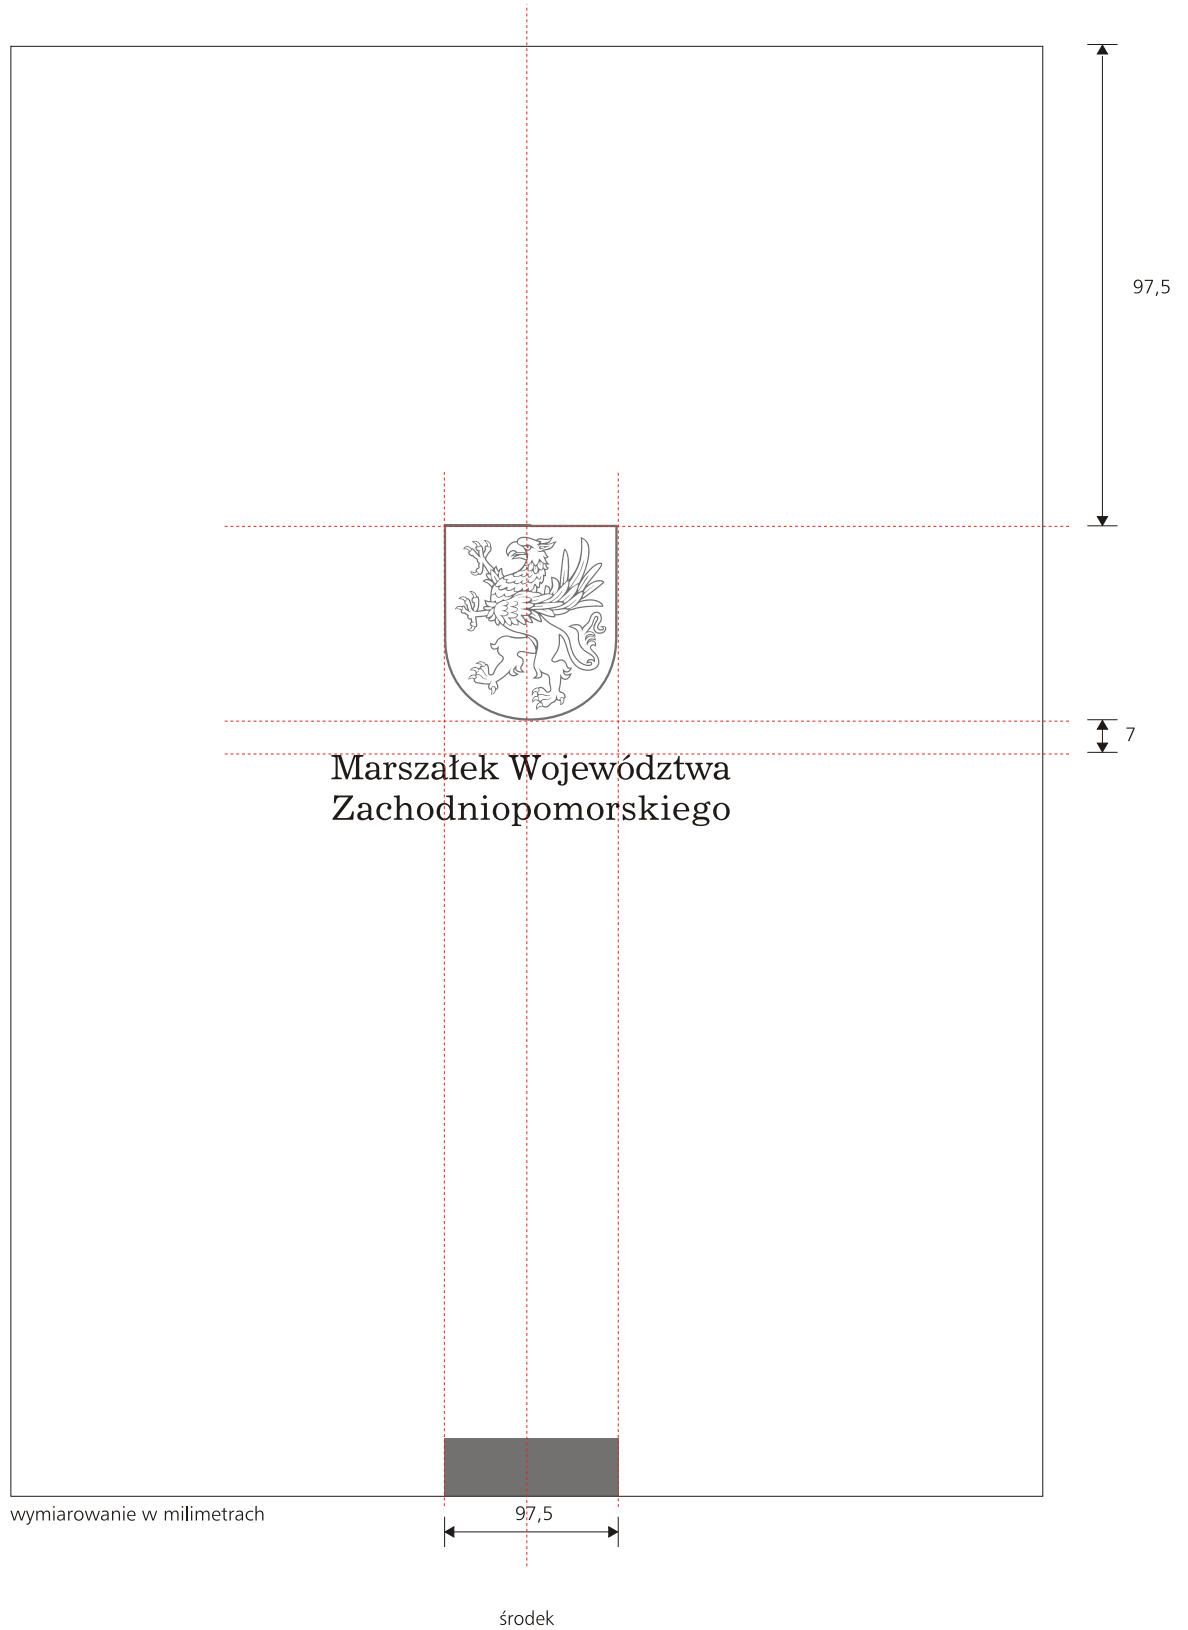 97,5
7
Marszałek Województwa
Zachodniopomorskiego
wymiarowanie w milimetrach
97,5
środek